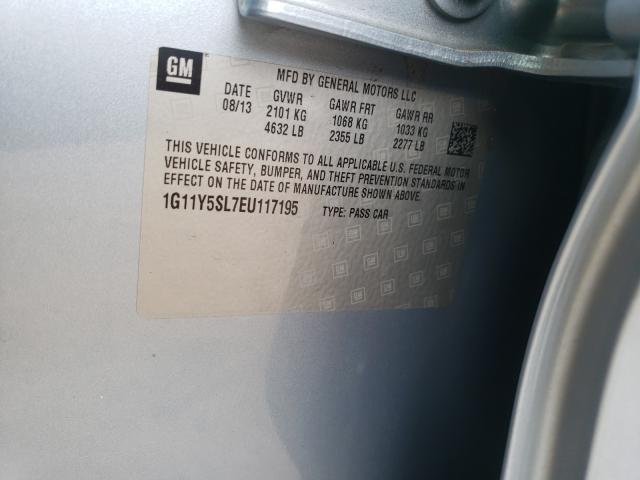 GM
MFD BY GENERAL MOTORS LLC
DATE GVWR GAWR FRT GAWR RR
08/13 2101 KG 1068 KG 1033 KG
4632 LB 2355 LB 2277 LB
THIS VEHICLE CONFORMS TO ALL APPLICABLE U.S. FEDERAL MOTOR
VEHICLE SAFETY, BUMPER, AND THEFT PREVENTION STANDARDS IN
EFFECT ON THE DATE OF MANUFACTURE SHOWN ABOVE.
1G11Y5SL7EU117195 TYPE: PASS CAR